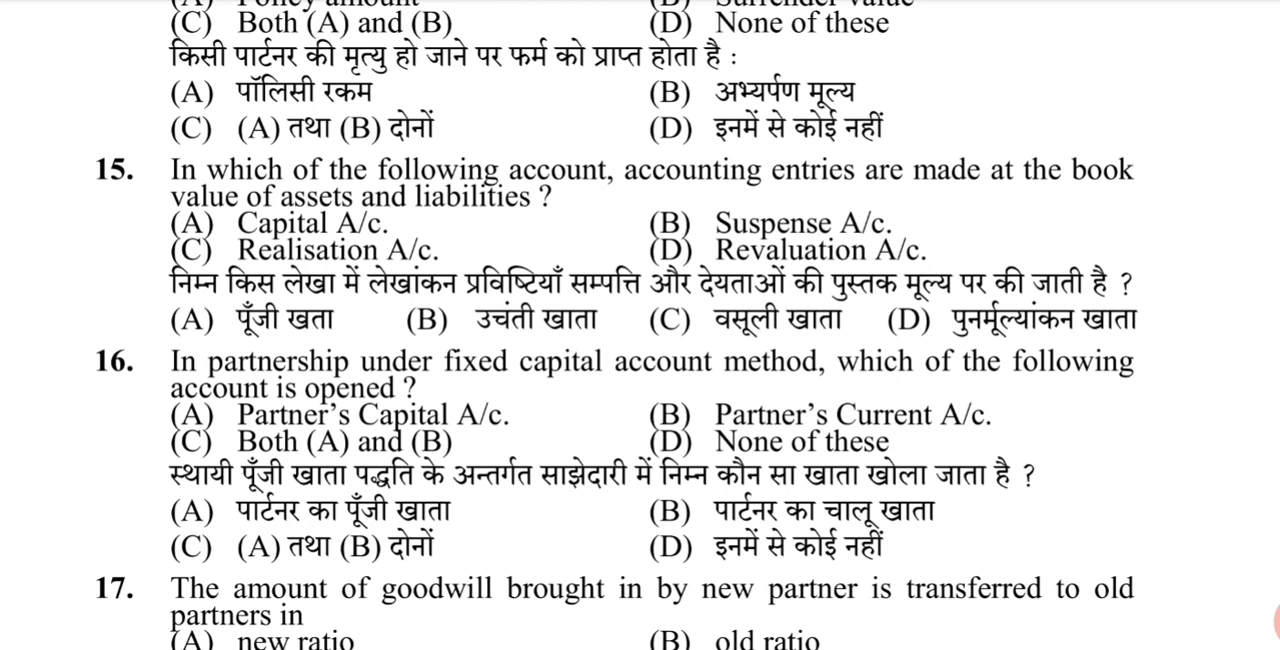 (C) Both (A) and (B) (D) None of these
किसी पार्टनर की मृत्यु हो जाने पर फर्म को प्राप्त होता है :
(A) पॉलिसी रकम (B) अभ्यर्पण मूल्य
(C) (A) तथा (B) दोनों (D) इनमें से कोई नहीं
15. In which of the following account, accounting entries are made at the book
value of assets and liabilities ?
(A) Capital A/c. (B) Suspense A/c.
(C) Realisation A/c. (D) Revaluation A/c.
निम्न किस लेखा में लेखांकन प्रविष्टियाँ सम्पत्ति और देयताओं की पुस्तक मूल्य पर की जाती है ?
(A) पूँजी खता (B) उचंती खाता (C) वसूली खाता (D) पुनर्मूल्यांकन खाता
16. In partnership under fixed capital account method, which of the following
account is opened ?
(A) Partner’s Capital A/c. (B) Partner’s Current A/c.
(C) Both (A) and (B) (D) None of these
स्थायी पूँजी खाता पद्धति के अन्तर्गत साझेदारी में निम्न कौन सा खाता खोला जाता है ?
(A) पार्टनर का पूँजी खाता (B) पार्टनर का चालू खाता
(C) (A) तथा (B) दोनों (D) इनमें से कोई नहीं
17. The amount of goodwill brought in by new partner is transferred to old
partners in
(A) new ratio (B) old ratio